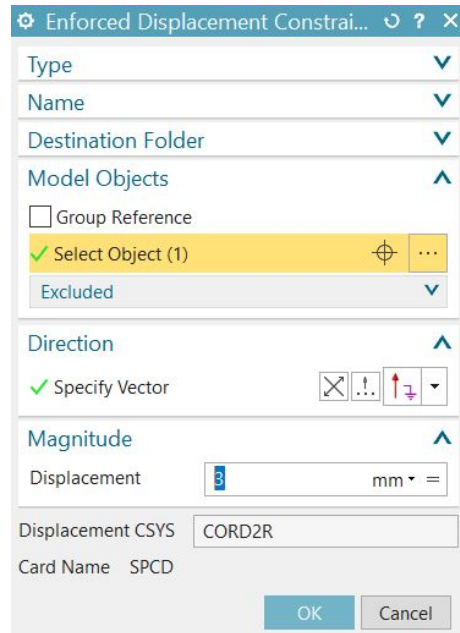 Enforced Displacement Constrai... ? X
Type
Name
Destination Folder
Model Objects
Group Reference
Select Object (1) ...
Excluded
Direction
Specify Vector
Magnitude
Displacement 3 mm =
Displacement CSYS CORD2R
Card Name SPCD
OK Cancel